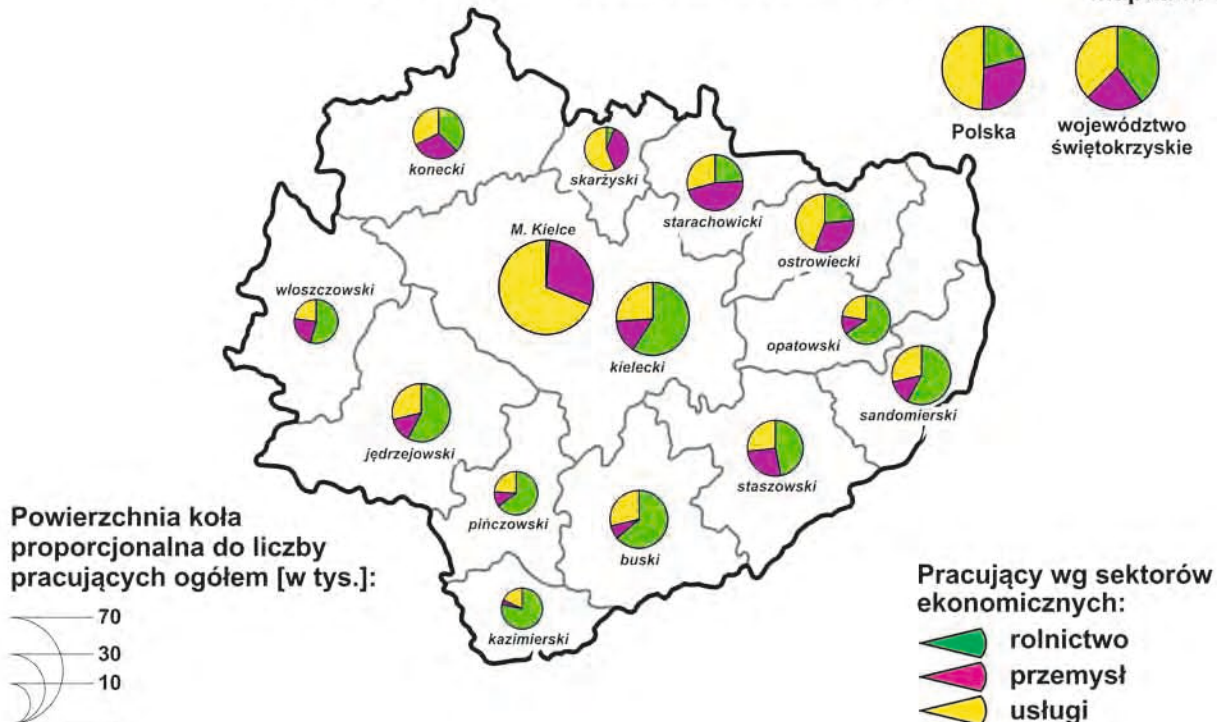 Polska
województwo
świętokrzyskie
konecki
skarżyski
starachowicki
M. Kielce
ostrowiecki
włoszczowski
opatowski
kielecki
sandomierski
jędrzejowski
staszowski
pińczowski
buski
kazimierski
Powierzchnia koła
proporcjonalna do liczby
pracujących ogółem [w tys.]:
70
30
10
Pracujący wg sektorów
ekonomicznych:
rolnictwo
przemysł
usługi